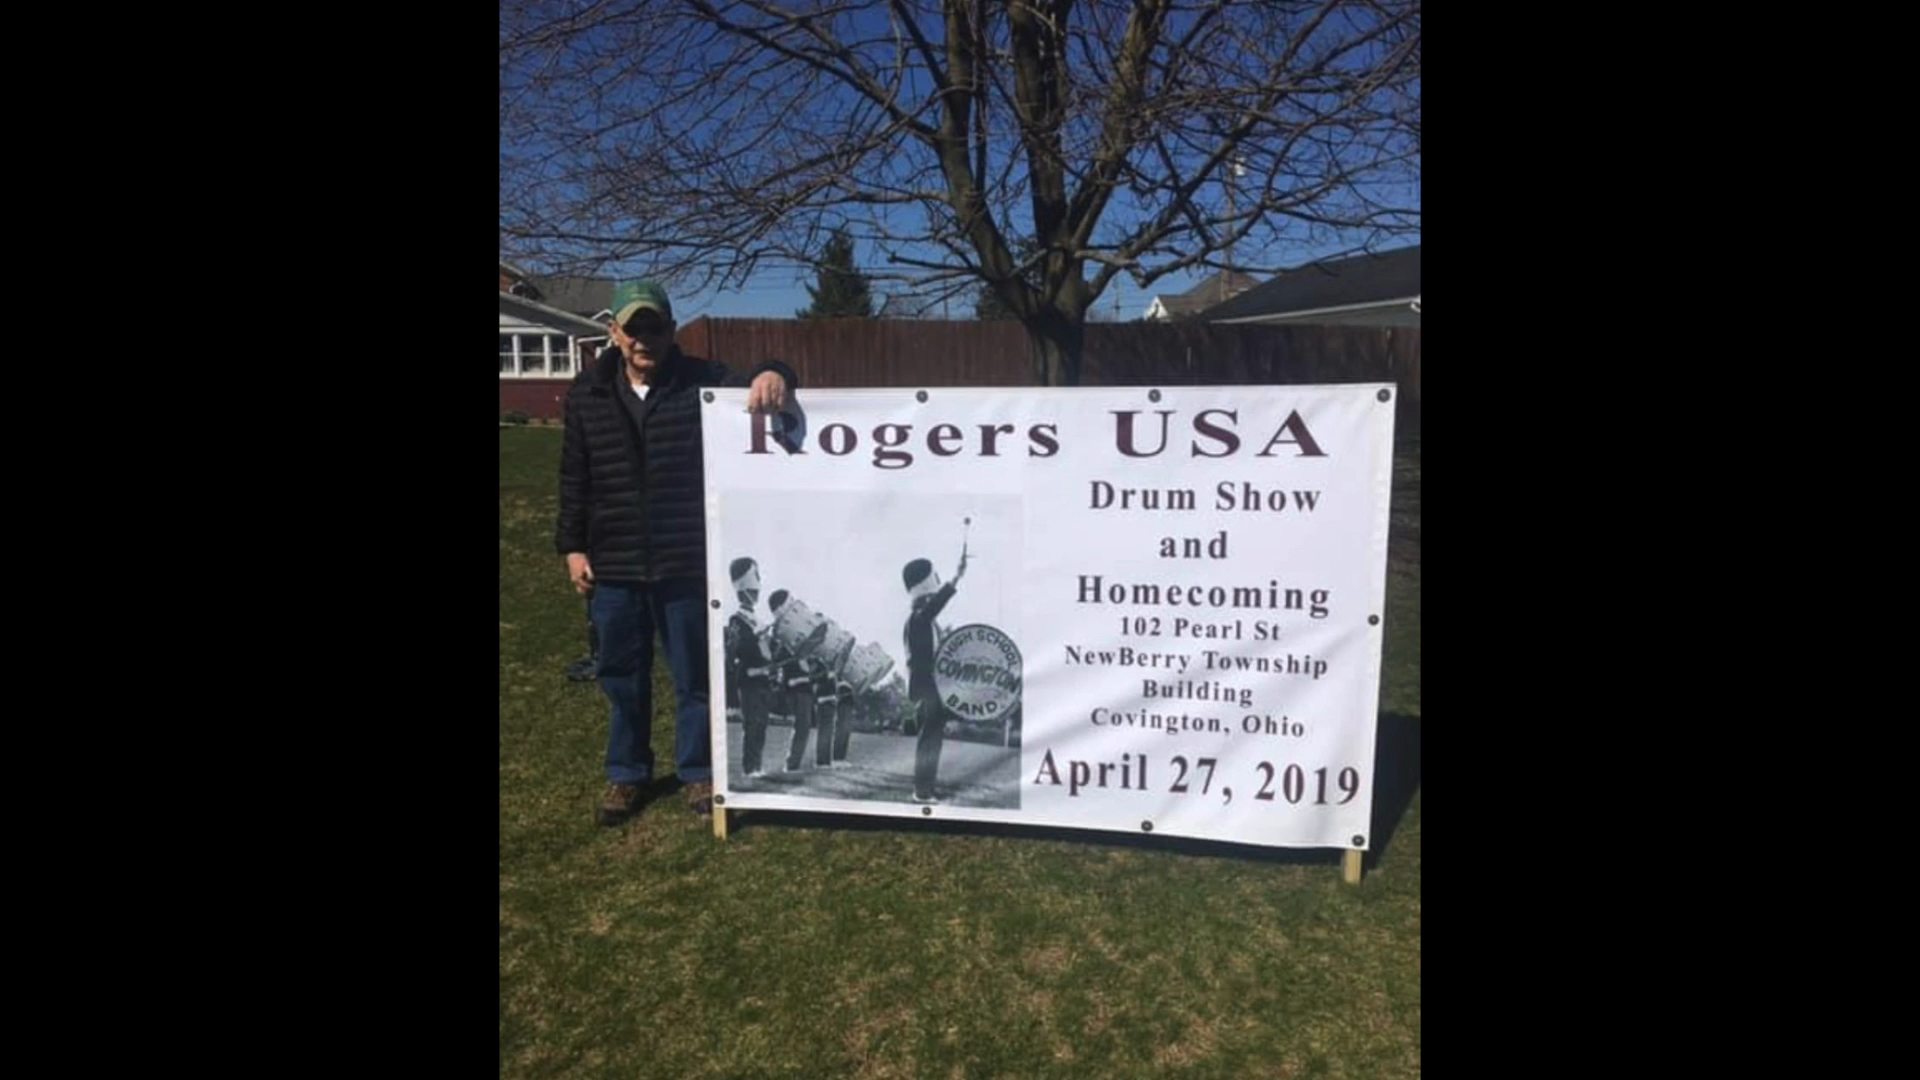 Rogers USA
Drum Show
and
Homecoming
102 Pearl St
NewBerry Township
Building
Covington, Ohio
April 27, 2019
HIGH SCHOOL
COVINGTON
BAND